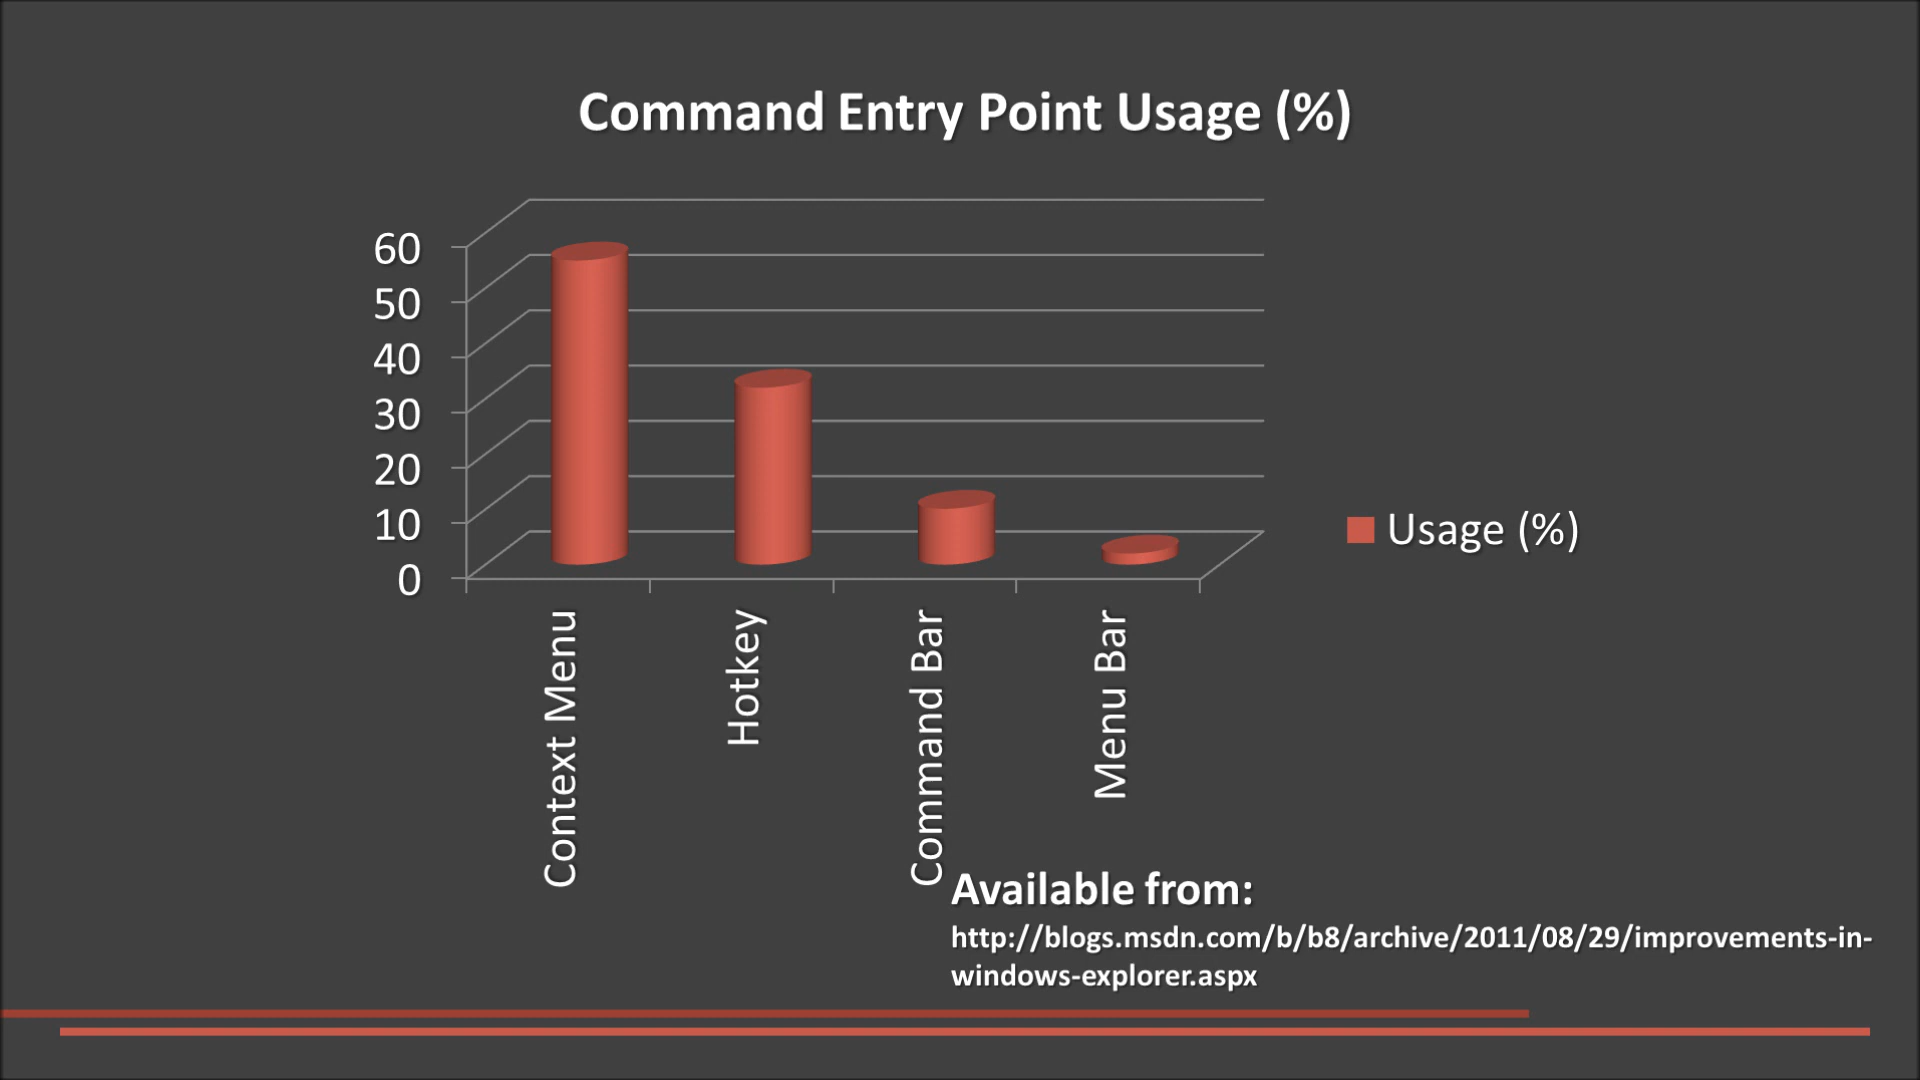 Command Entry Point Usage (%)
60
50
40
30
20
10
0
Context Menu
Hotkey
Command Bar
Menu Bar
Usage (%)
Available from:
http://blogs.msdn.com/b/b8/archive/2011/08/29/improvements-in-
windows-explorer.aspx